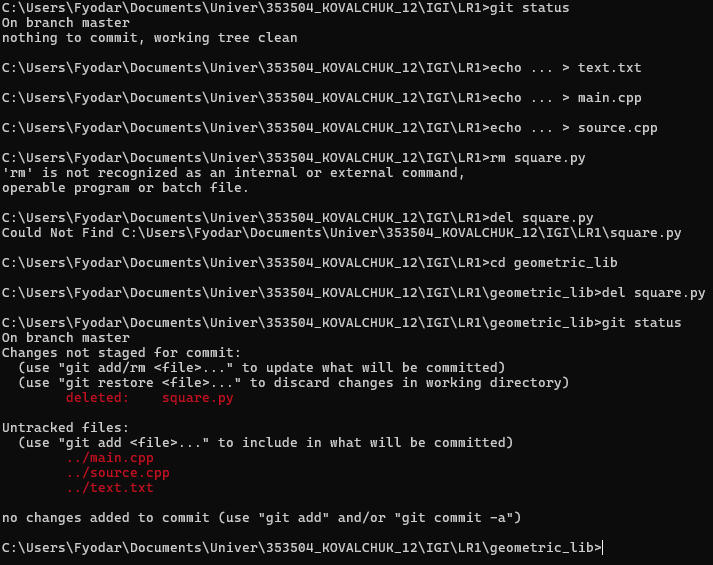 C:\Users\Fyodar\Documents\Univer\353504_KOVALCHUK_12\IGI\LR1>git status
On branch master
nothing to commit, working tree clean
C:\Users\Fyodar\Documents\Univer\353504_KOVALCHUK_12\IGI\LR1>echo ... > text.txt
C:\Users\Fyodar\Documents\Univer\353504_KOVALCHUK_12\IGI\LR1>echo ... > main.cpp
C:\Users\Fyodar\Documents\Univer\353504_KOVALCHUK_12\IGI\LR1>echo ... > source.cpp
C:\Users\Fyodar\Documents\Univer\353504_KOVALCHUK_12\IGI\LR1>rm square.py
'rm' is not recognized as an internal or external command,
operable program or batch file.
C:\Users\Fyodar\Documents\Univer\353504_KOVALCHUK_12\IGI\LR1>del square.py
Could Not Find C:\Users\Fyodar\Documents\Univer\353504_KOVALCHUK_12\IGI\LR1\square.py
C:\Users\Fyodar\Documents\Univer\353504_KOVALCHUK_12\IGI\LR1>cd geometric_lib
C:\Users\Fyodar\Documents\Univer\353504_KOVALCHUK_12\IGI\LR1\geometric_lib>del square.py
C:\Users\Fyodar\Documents\Univer\353504_KOVALCHUK_12\IGI\LR1\geometric_lib>git status
On branch master
Changes not staged for commit:
  (use "git add/rm <file>..." to update what will be committed)
  (use "git restore <file>..." to discard changes in working directory)
        deleted:    square.py
Untracked files:
  (use "git add <file>..." to include in what will be committed)
        ../main.cpp
        ../source.cpp
        ../text.txt
no changes added to commit (use "git add" and/or "git commit -a")
C:\Users\Fyodar\Documents\Univer\353504_KOVALCHUK_12\IGI\LR1\geometric_lib>